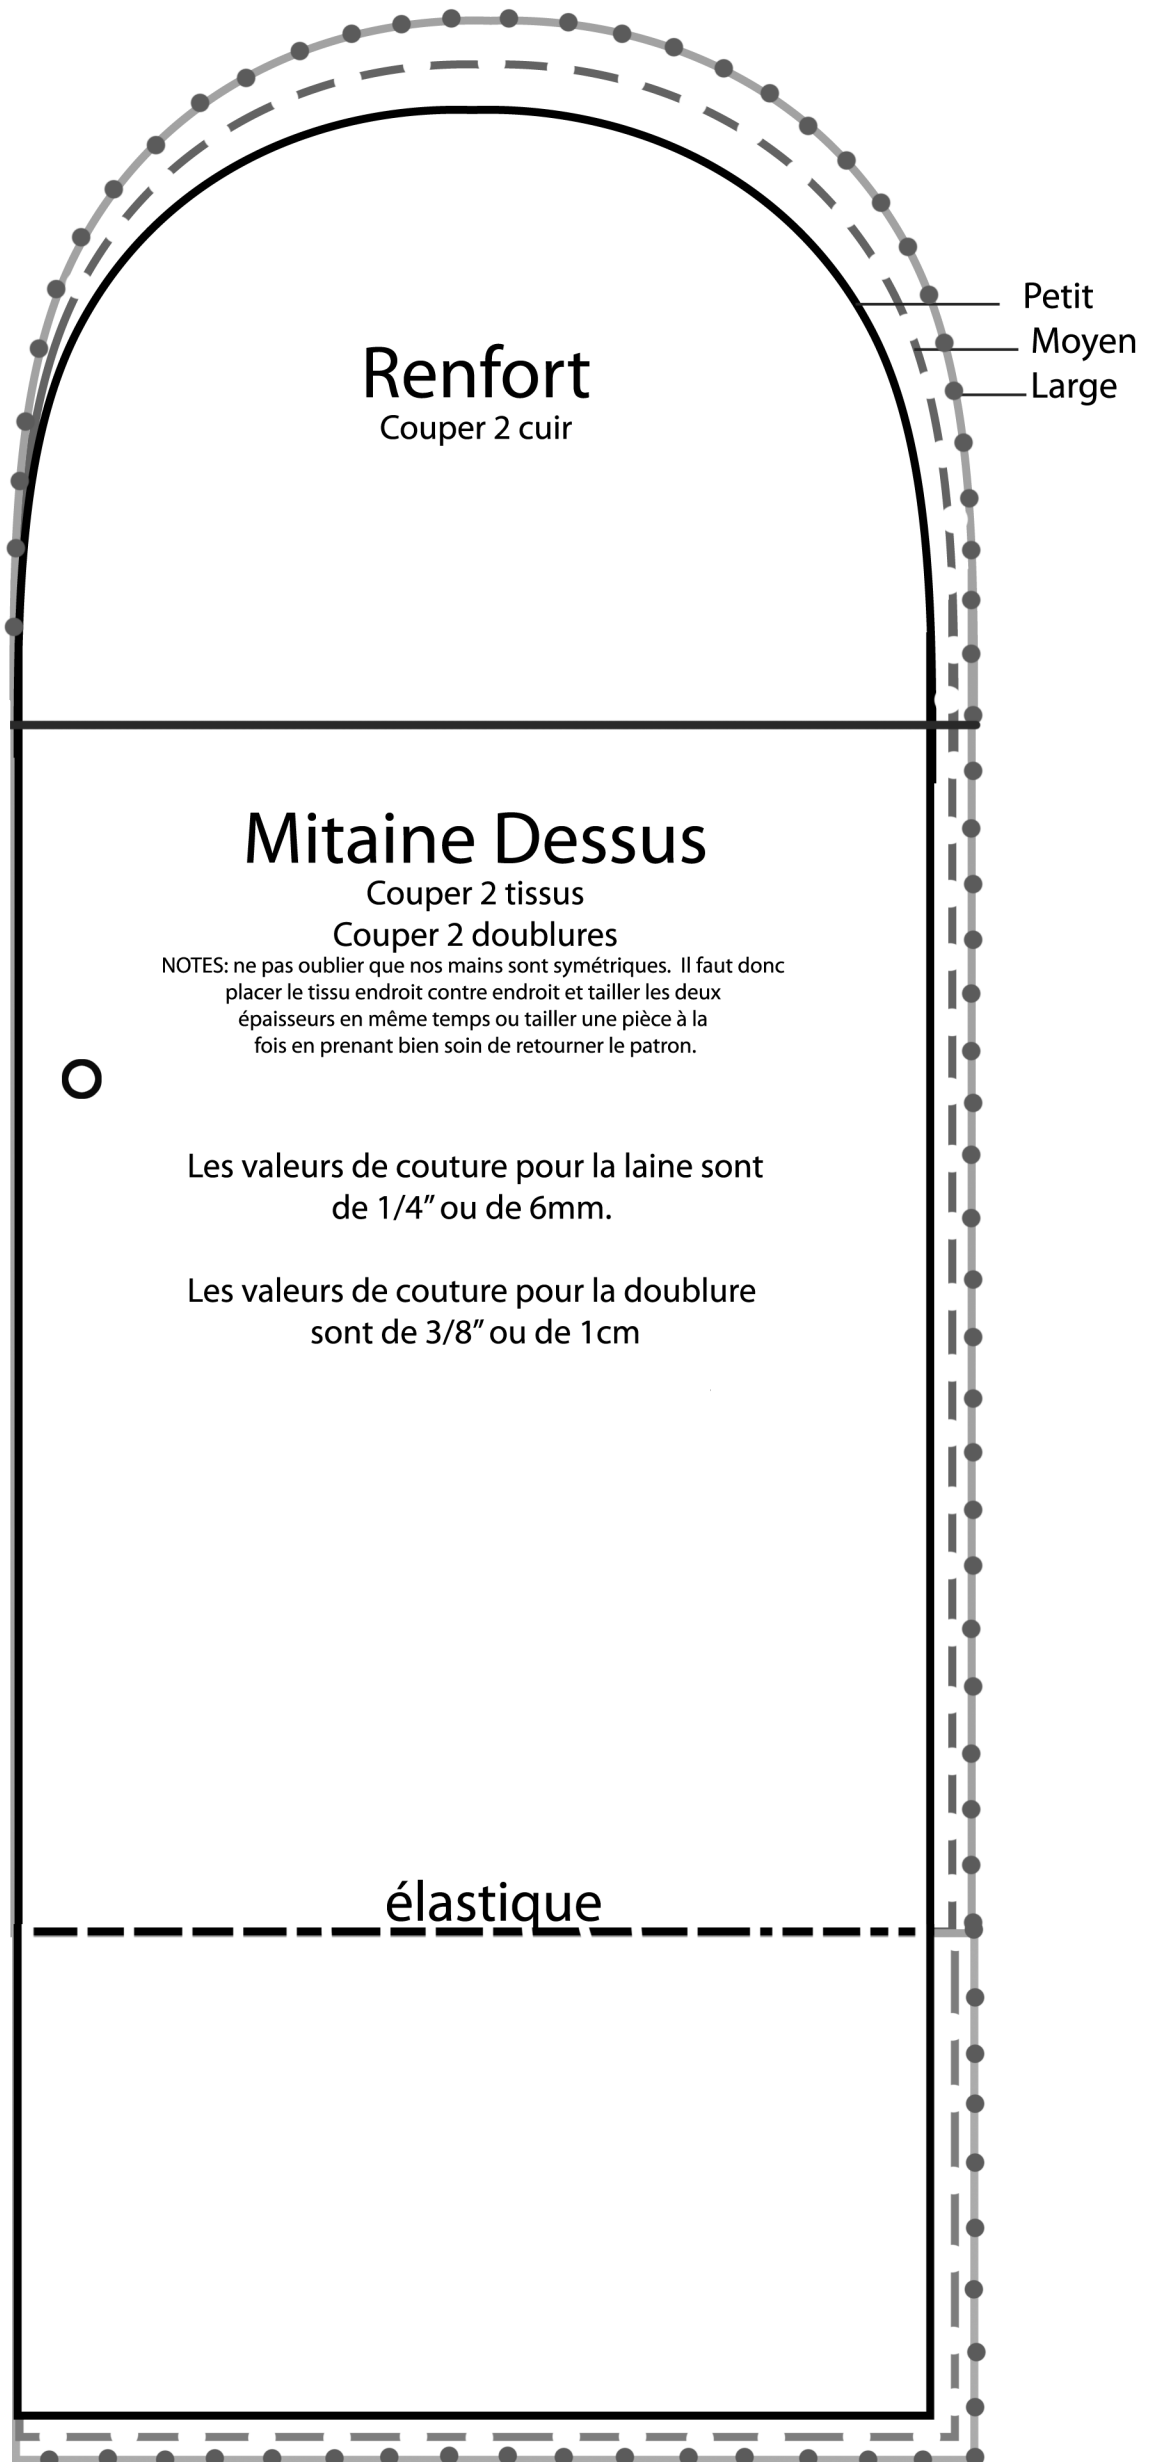 Petit
Moyen
Large
Renfort
Couper 2 cuir
Mitaine Dessus
Couper 2 tissus
Couper 2 doublures
NOTES: ne pas oublier que nos mains sont symétriques.  Il faut donc
placer le tissu endroit contre endroit et tailler les deux
épaisseurs en même temps ou tailler une pièce à la
fois en prenant bien soin de retourner le patron.
Les valeurs de couture pour la laine sont
de 1/4” ou de 6mm.
Les valeurs de couture pour la doublure
sont de 3/8” ou de 1cm
élastique